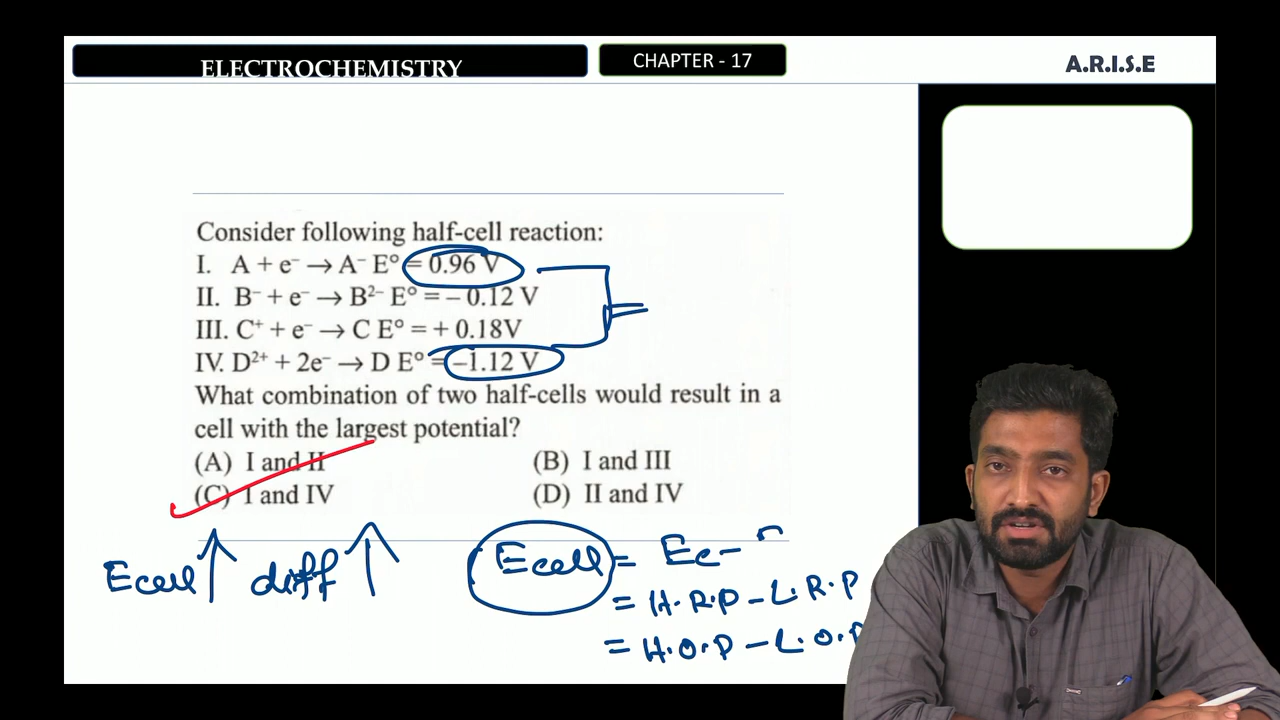 ELECTROCHEMISTRY
CHAPTER - 17
A.R.I.S.E
Consider following half-cell reaction:
I. A + e⁻ → A⁻ E° = 0.96 V
II. B⁻ + e⁻ → B²⁻ E° = – 0.12 V
III. C⁺ + e⁻ → C E° = + 0.18V
IV. D²⁺ + 2e⁻ → D E° = –1.12 V
What combination of two half-cells would result in a
cell with the largest potential?
(A) I and II (B) I and III
(C) I and IV (D) II and IV
Ecell ↑ diff ↑
Ecell = Ec –
= H.R.P – L.R.P
= H.O.P – L.O.P